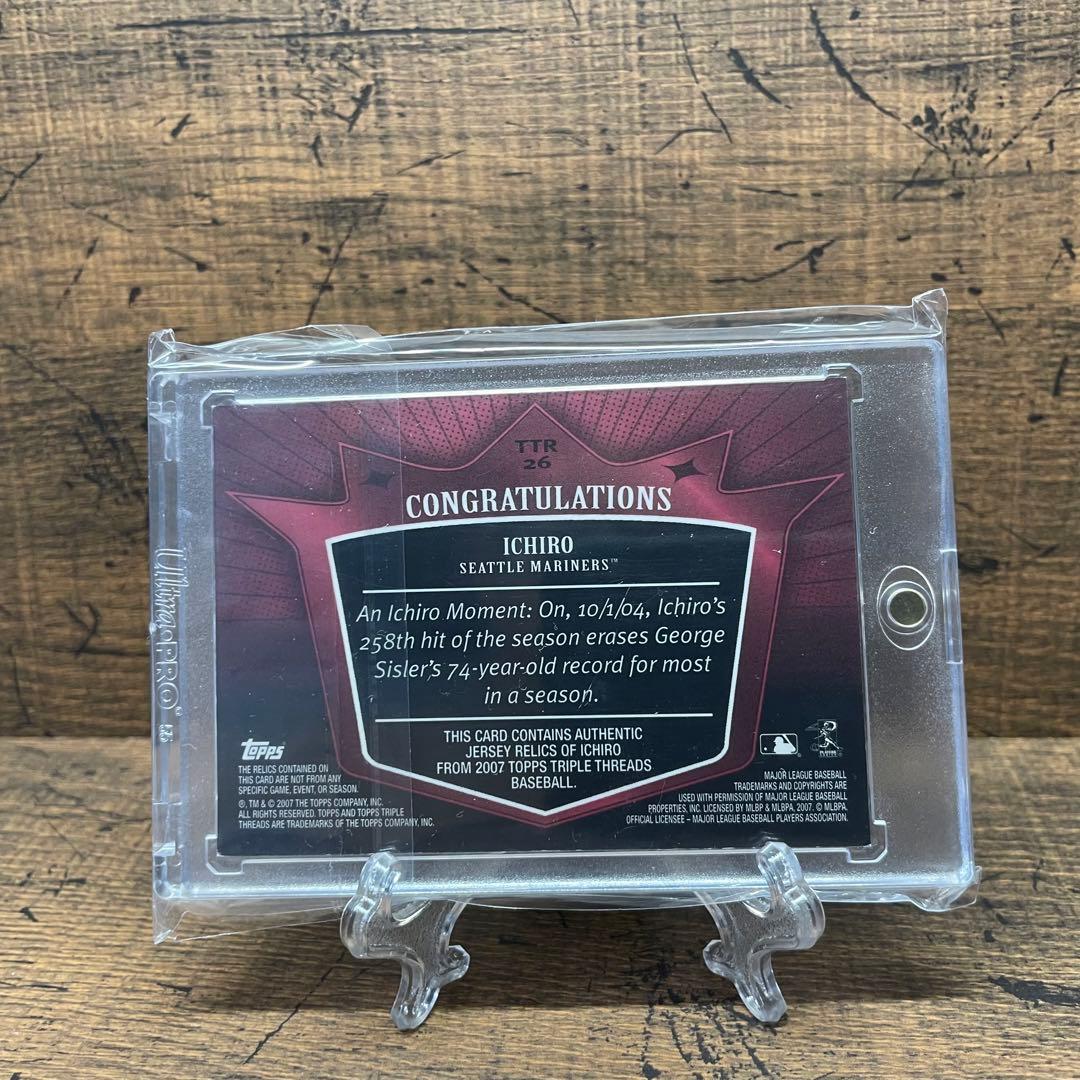 TTR
26
CONGRATULATIONS
ICHIRO
SEATTLE MARINERS™
An Ichiro Moment: On, 10/1/04, Ichiro's
258th hit of the season erases George
Sisler's 74-year-old record for most
in a season.
THIS CARD CONTAINS AUTHENTIC
JERSEY RELICS OF ICHIRO
FROM 2007 TOPPS TRIPLE THREADS
BASEBALL.
topps
THE RELICS CONTAINED ON
THIS CARD ARE NOT FROM ANY
SPECIFIC GAME, EVENT, OR SEASON.
®, TM & © 2007 THE TOPPS COMPANY, INC.
ALL RIGHTS RESERVED. TOPPS AND TOPPS TRIPLE
THREADS ARE TRADEMARKS OF THE TOPPS COMPANY, INC.
MAJOR LEAGUE BASEBALL
TRADEMARKS AND COPYRIGHTS ARE
USED WITH PERMISSION OF MAJOR LEAGUE BASEBALL
PROPERTIES, INC. LICENSED BY MLBP & MLBPA, 2007. © MLBPA.
OFFICIAL LICENSEE – MAJOR LEAGUE BASEBALL PLAYERS ASSOCIATION.
Ultra•PRO